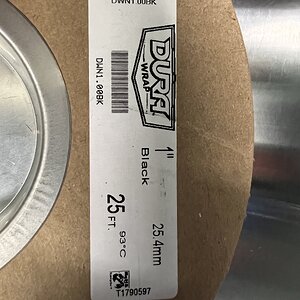 DWN1.00BK
DWN1.00BK
DURA
WRAP
1" 25.4mm
Black
25 FT. 93°C
T1790597